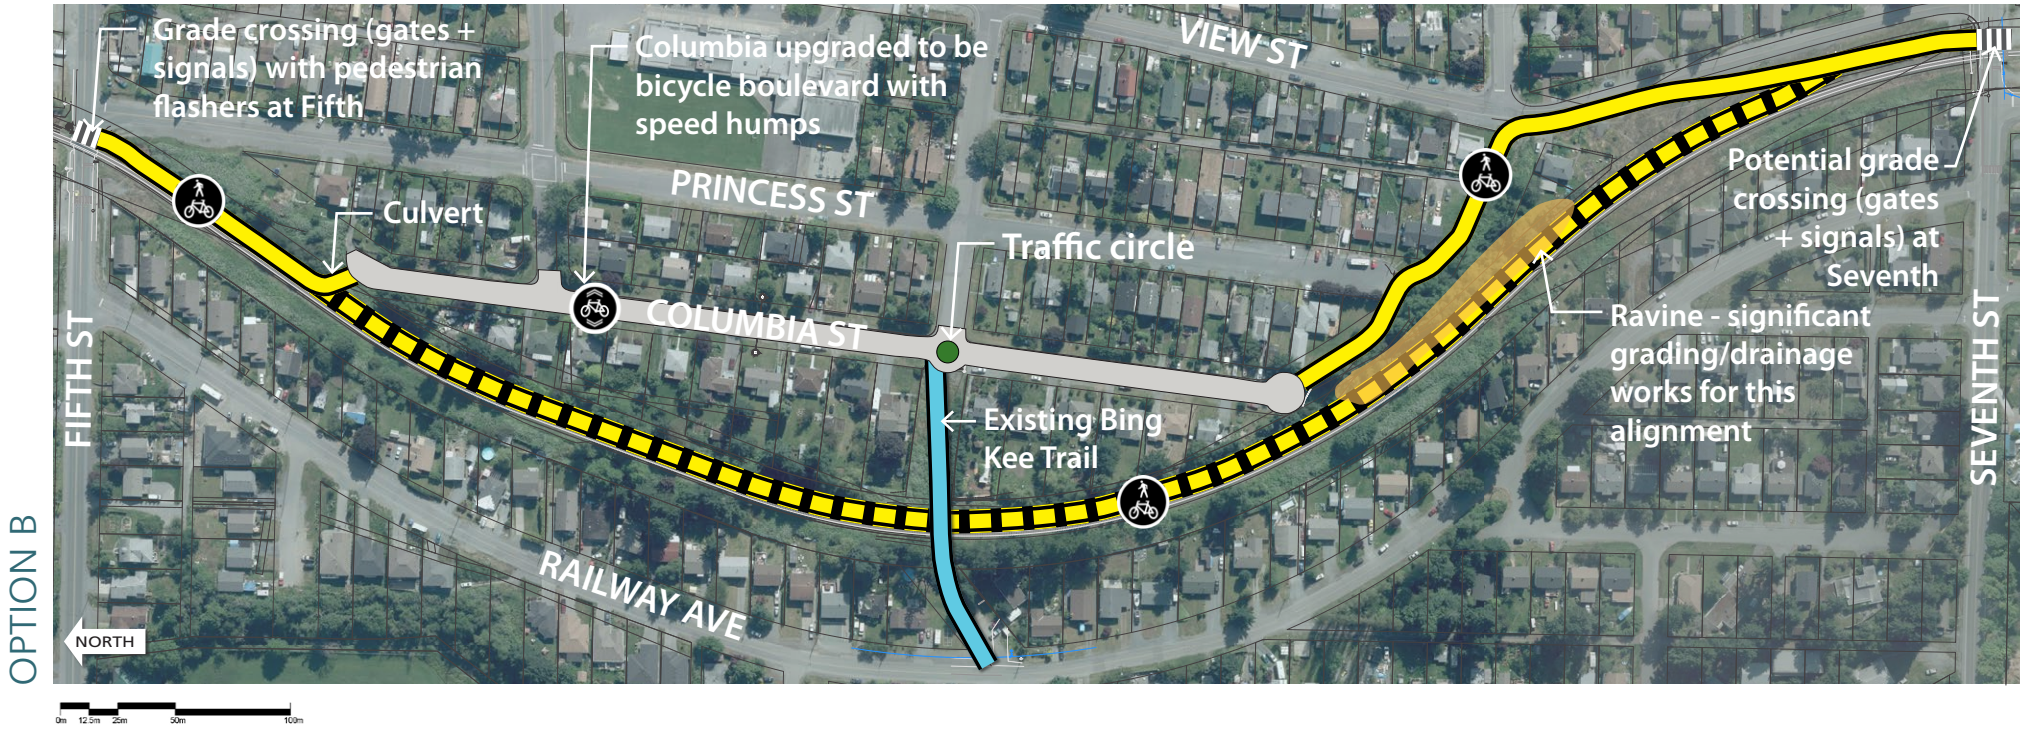 Grade crossing (gates +
signals) with pedestrian
flashers at Fifth
Columbia upgraded to be
bicycle boulevard with
speed humps
VIEW ST
Culvert
PRINCESS ST
Traffic circle
COLUMBIA ST
Potential grade
crossing (gates
+ signals) at
Seventh
Ravine - significant
grading/drainage
works for this
alignment
Existing Bing
Kee Trail
FIFTH ST
SEVENTH ST
RAILWAY AVE
OPTION B
NORTH
0m 12.5m 25m 50m 100m